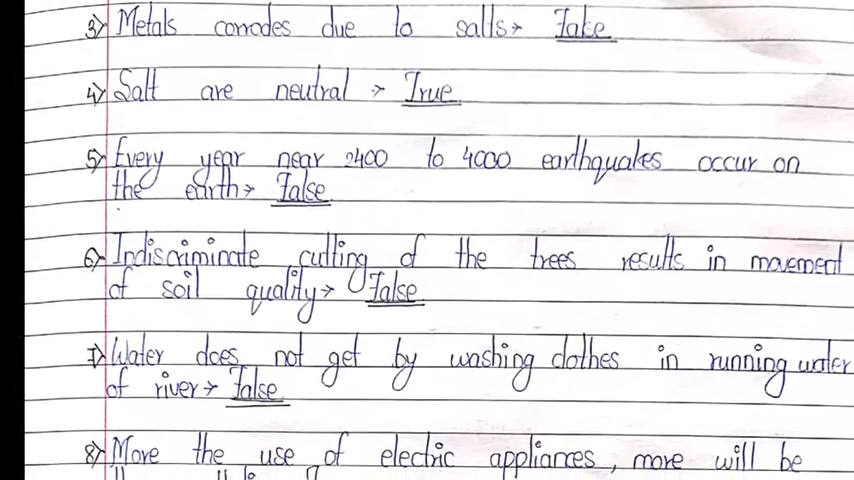 3) Metals corrodes due to salts → False
4) Salt are neutral → True
5) Every year near 2400 to 4000 earthquakes occur on
the earth → False
6) Indiscriminate cutting of the trees results in movement
of soil quality → False
7) Water does not get by washing clothes in running water
of river → False
8) More the use of electric appliances, more will be